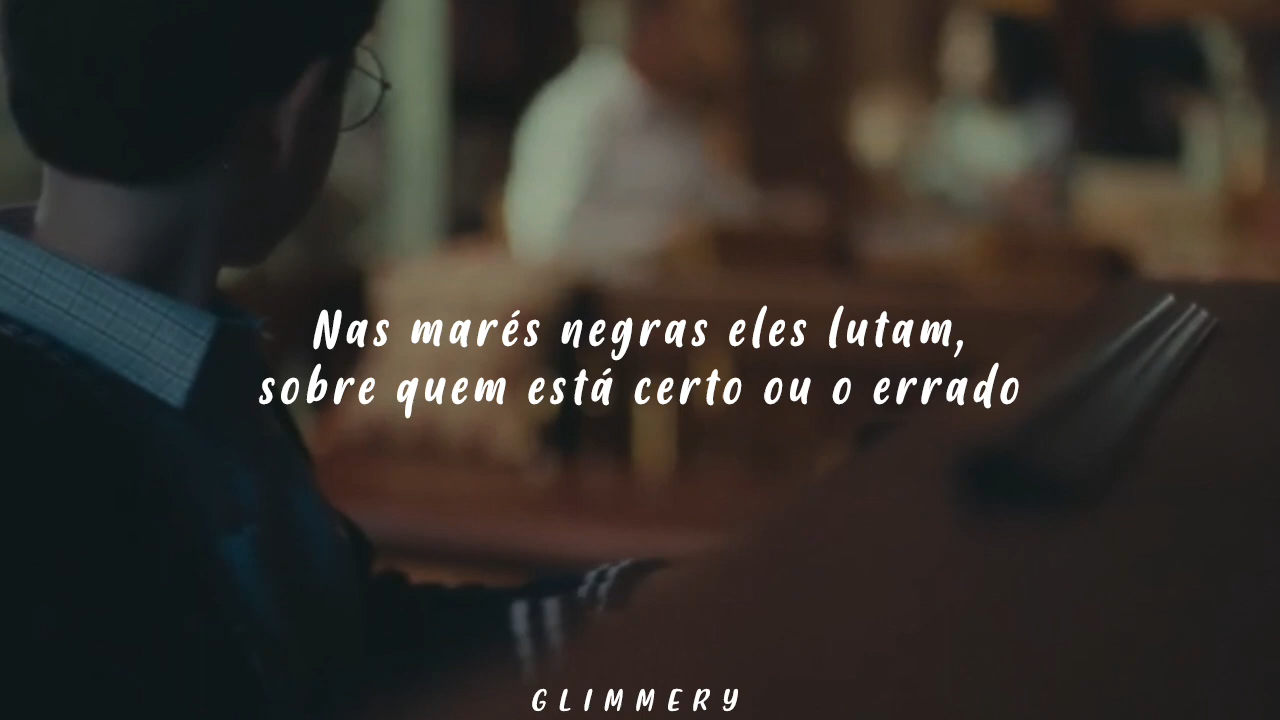 Nas marés negras eles lutam,
sobre quem está certo ou o errado
GLIMMERY